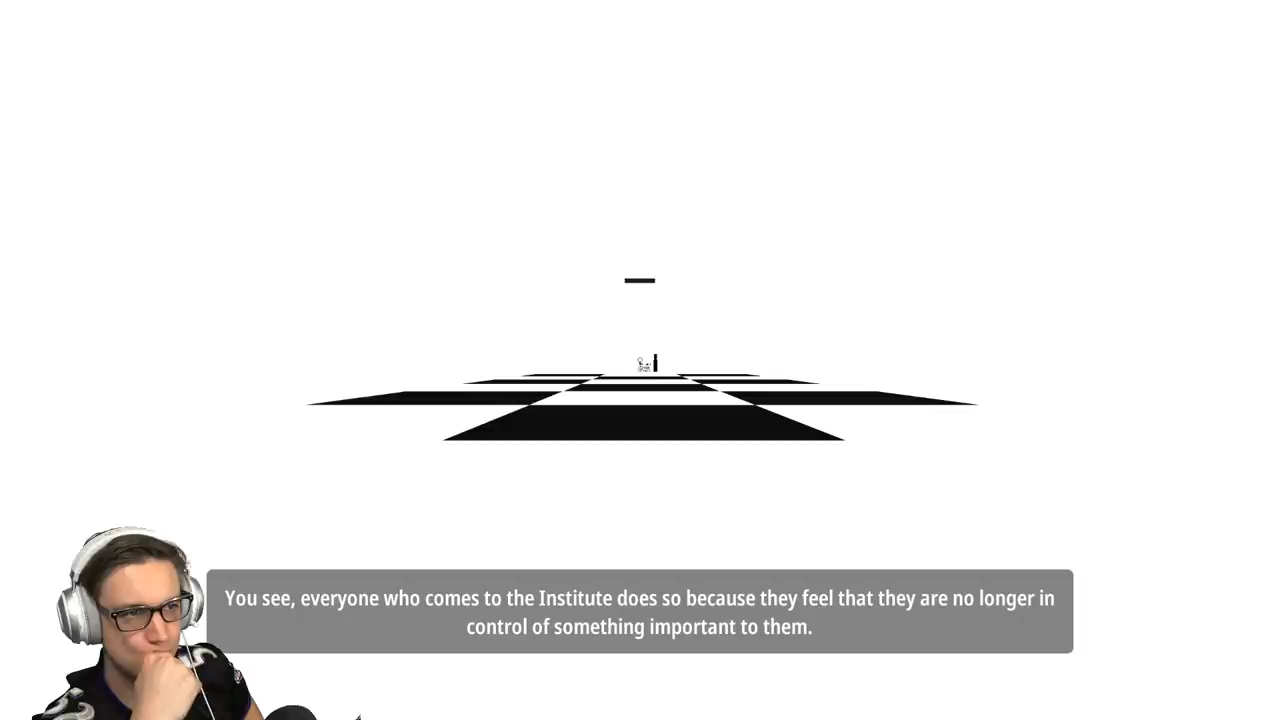 You see, everyone who comes to the Institute does so because they feel that they are no longer in
control of something important to them.